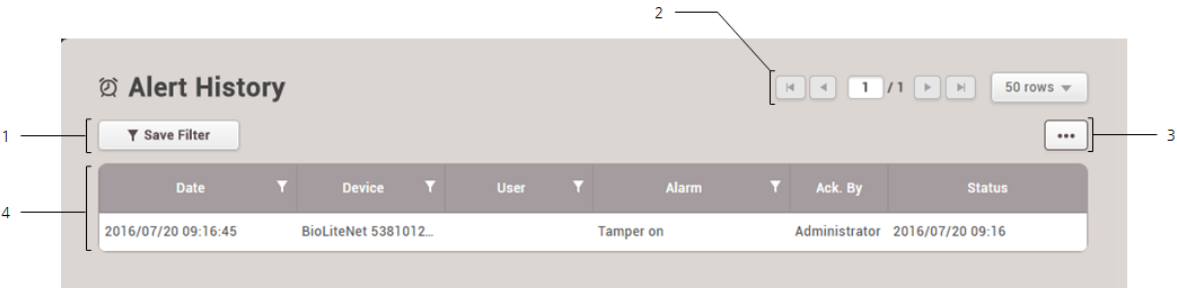 2
Alert History
1 / 1
50 rows
1
Save Filter
•••
3
Date Device User Alarm Ack. By Status
4
2016/07/20 09:16:45 BioLiteNet 5381012... Tamper on Administrator 2016/07/20 09:16